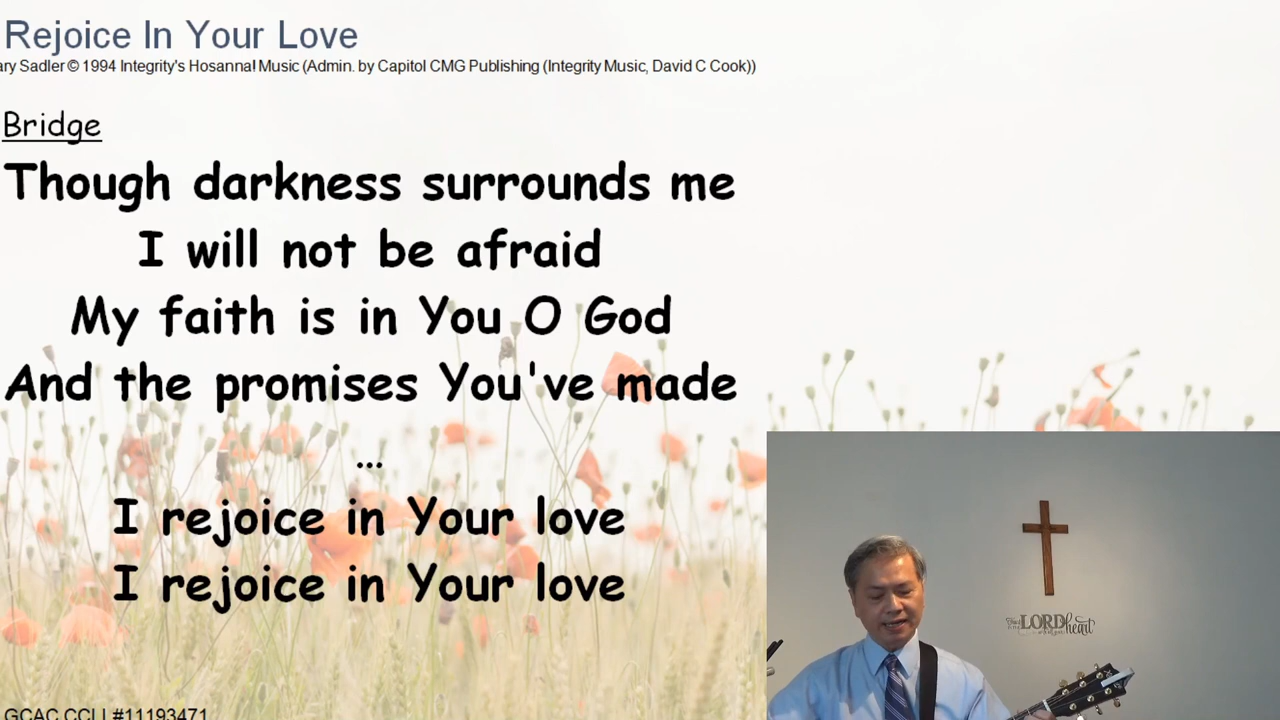 Rejoice In Your Love
ary Sadler © 1994 Integrity's Hosanna! Music (Admin. by Capitol CMG Publishing (Integrity Music, David C Cook))
Bridge
Though darkness surrounds me
I will not be afraid
My faith is in You O God
And the promises You've made
...
I rejoice in Your love
I rejoice in Your love
LORD
heart
GCAC CCLI #11193471